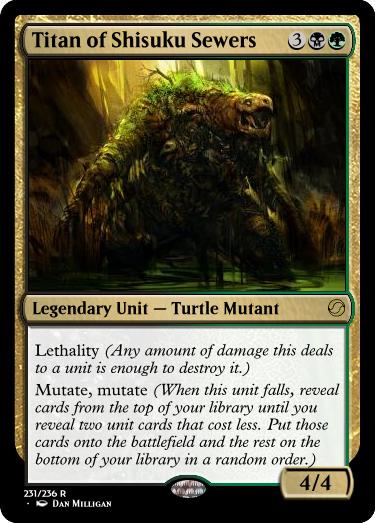 Titan of Shisuku Sewers 3
Legendary Unit — Turtle Mutant
Lethality (Any amount of damage this deals
to a unit is enough to destroy it.)
Mutate, mutate (When this unit falls, reveal
cards from the top of your library until you
reveal two unit cards that cost less. Put those
cards onto the battlefield and the rest on the
bottom of your library in a random order.)
4/4
231/236 R
· Dan Milligan